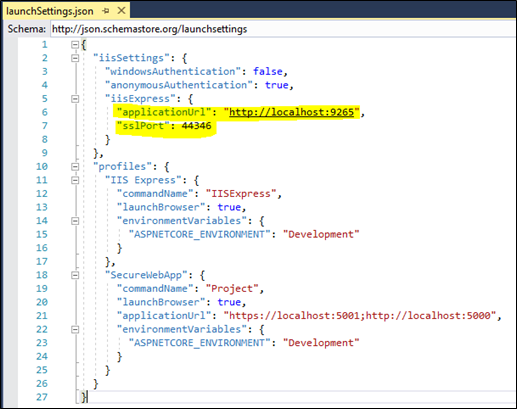 launchSettings.json
Schema: http://json.schemastore.org/launchsettings
1 {
2 "iisSettings": {
3 "windowsAuthentication": false,
4 "anonymousAuthentication": true,
5 "iisExpress": {
6 "applicationUrl": "http://localhost:9265",
7 "sslPort": 44346
8 }
9 },
10 "profiles": {
11 "IIS Express": {
12 "commandName": "IISExpress",
13 "launchBrowser": true,
14 "environmentVariables": {
15 "ASPNETCORE_ENVIRONMENT": "Development"
16 }
17 },
18 "SecureWebApp": {
19 "commandName": "Project",
20 "launchBrowser": true,
21 "applicationUrl": "https://localhost:5001;http://localhost:5000",
22 "environmentVariables": {
23 "ASPNETCORE_ENVIRONMENT": "Development"
24 }
25 }
26 }
27 }